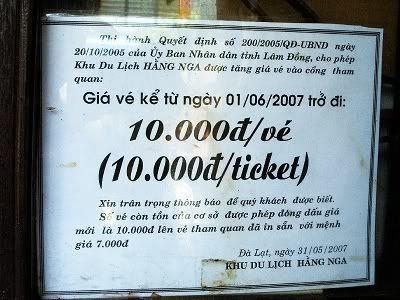 Thi hành Quyết định số 200/2005/QĐ-UBND ngày
20/10/2005 của Ủy Ban Nhân dân tỉnh Lâm Đồng, cho phép
Khu Du Lịch HẰNG NGA được tăng giá vé vào cổng tham
quan:
Giá vé kể từ ngày 01/06/2007 trở đi:
10.000đ/vé
(10.000đ/ticket)
Xin trân trọng thông báo để quý khách được biết.
Số vé còn tồn của cơ sở được phép đóng dấu giá
mới là 10.000đ lên vé tham quan đã in sẵn với mệnh
giá 7.000đ
Đà Lạt, ngày 31/05/2007
KHU DU LỊCH HẰNG NGA